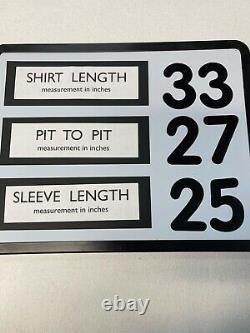 SHIRT LENGTH 33
measurement in inches
PIT TO PIT 27
measurement in inches
SLEEVE LENGTH 25
measurement in inches
ebay